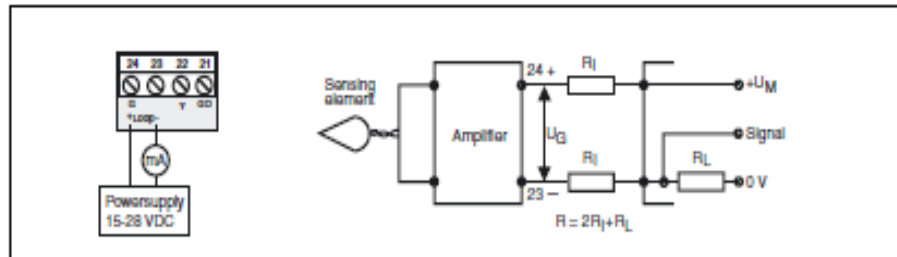 24 23 22 21
G Y GD
+Loop-
mA
Powersupply
15-28 VDC
Sensing
element
Amplifier
24 +
UG
23 –
RI
RI
R = 2RI+RL
+UM
Signal
RL
0 V